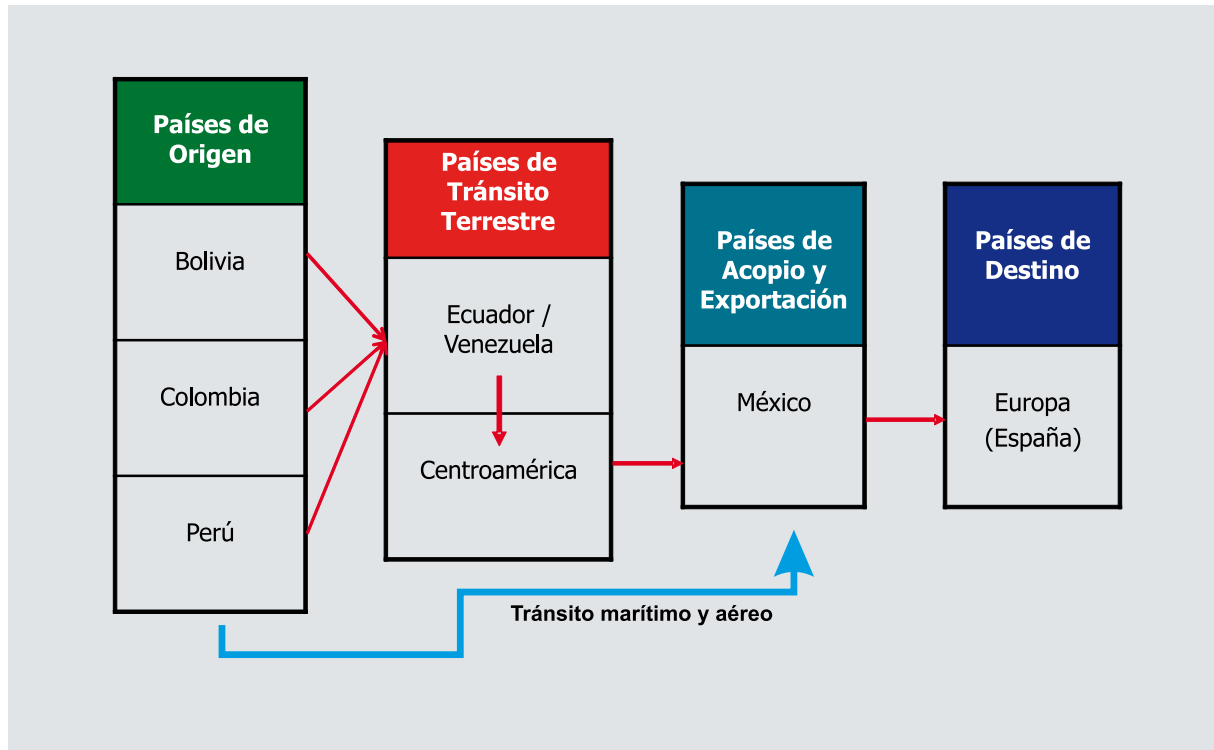 Países de
Origen
Bolivia
Colombia
Perú
Países de
Tránsito
Terrestre
Ecuador /
Venezuela
Centroamérica
Países de
Acopio y
Exportación
México
Países de
Destino
Europa
(España)
Tránsito marítimo y aéreo